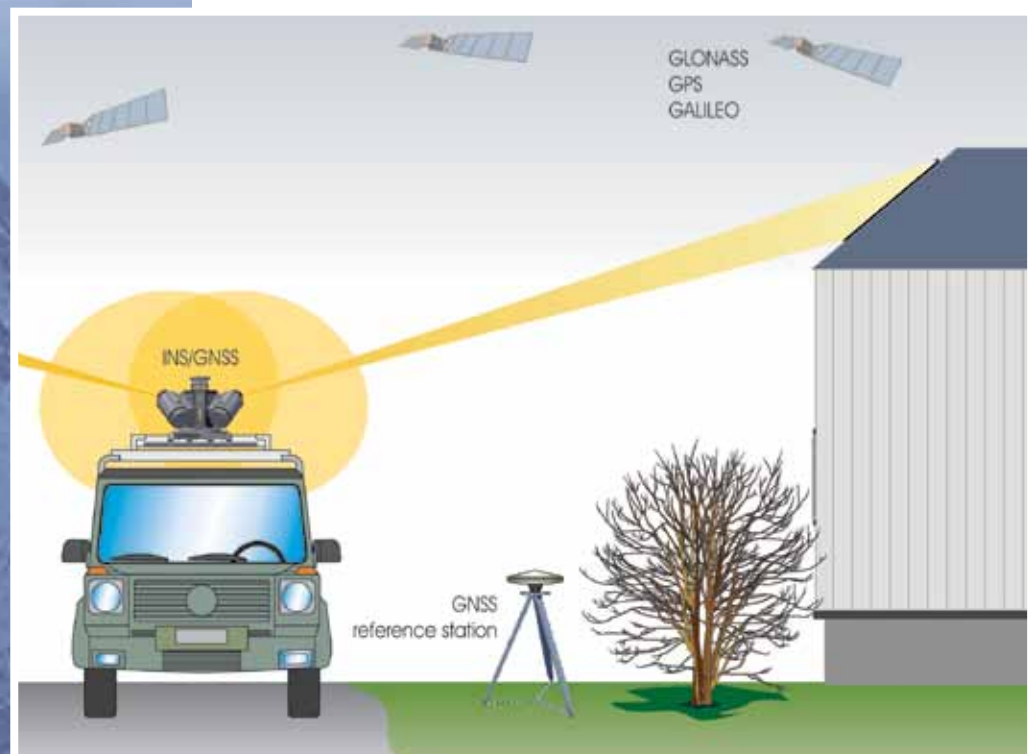 GLONASS
GPS
GALILEO
INS/GNSS
GNSS
reference station